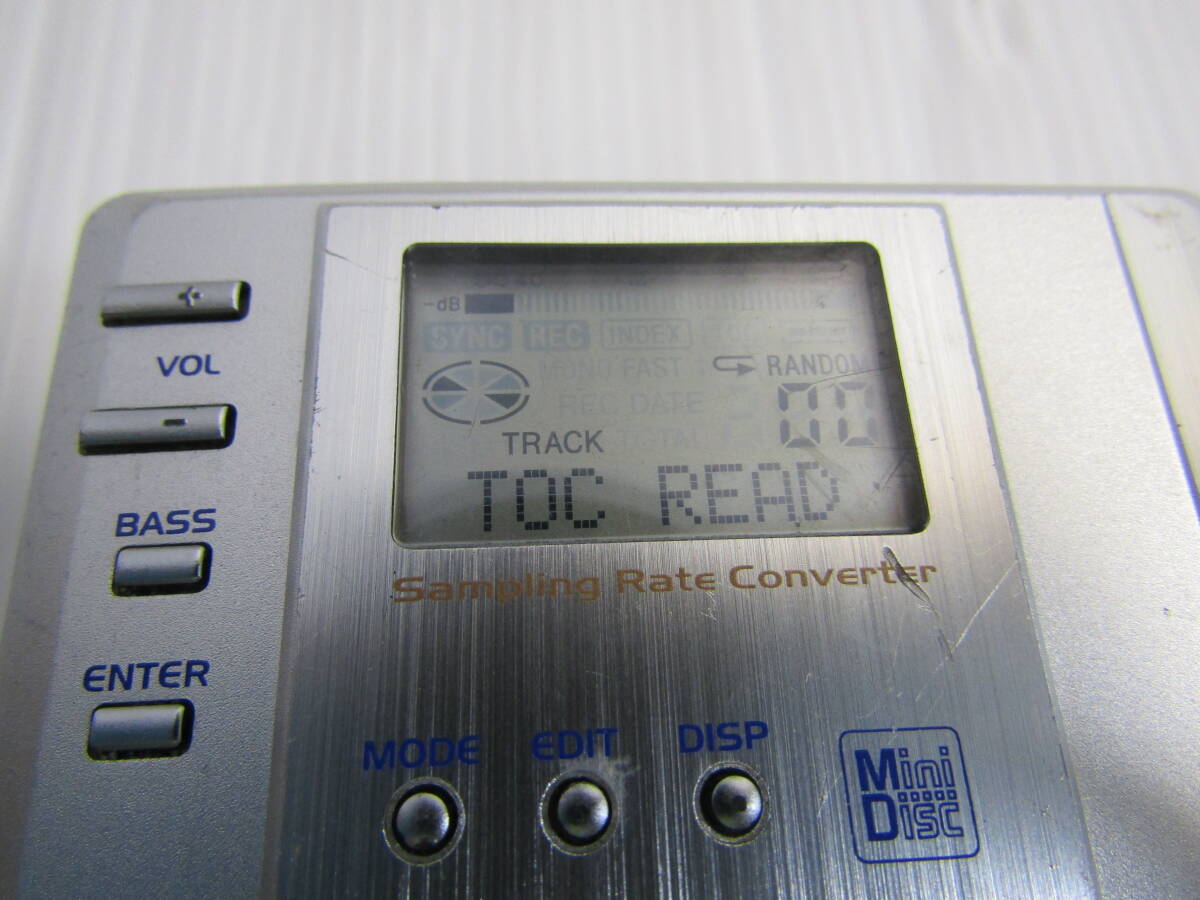 -dB
SYNC REC INDEX TOC
MONO FAST RANDOM
REC DATE 00
TRACK TOTAL
TOC READ
+
VOL
-
Sampling Rate Converter
BASS
ENTER
MODE EDIT DISP
Mini
Disc